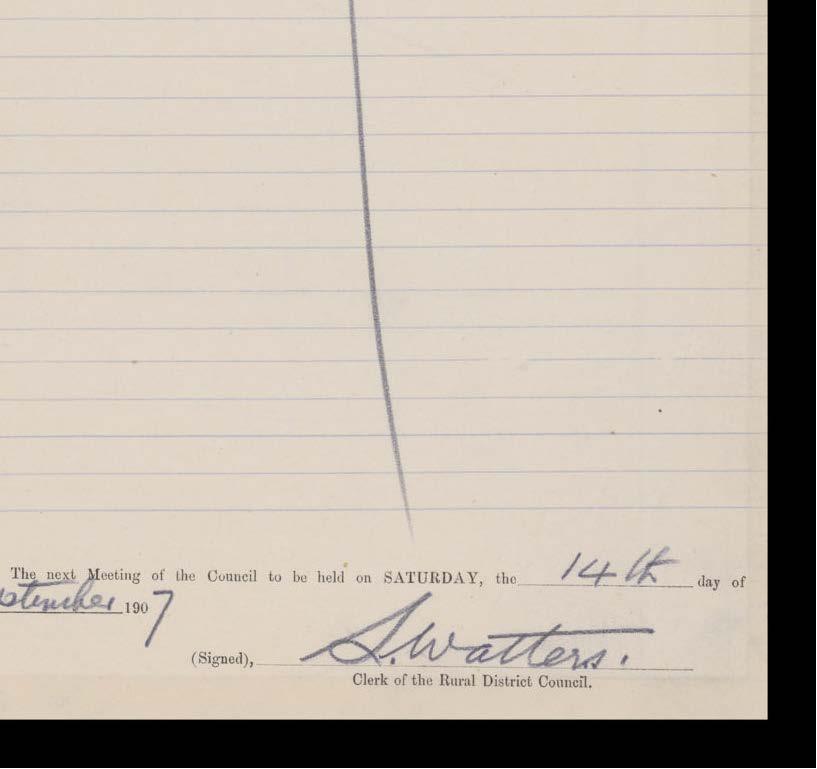 The next Meeting of the Council to be held on SATURDAY, the 14th day of
ptember 1907
(Signed), S. Watters.
Clerk of the Rural District Council.